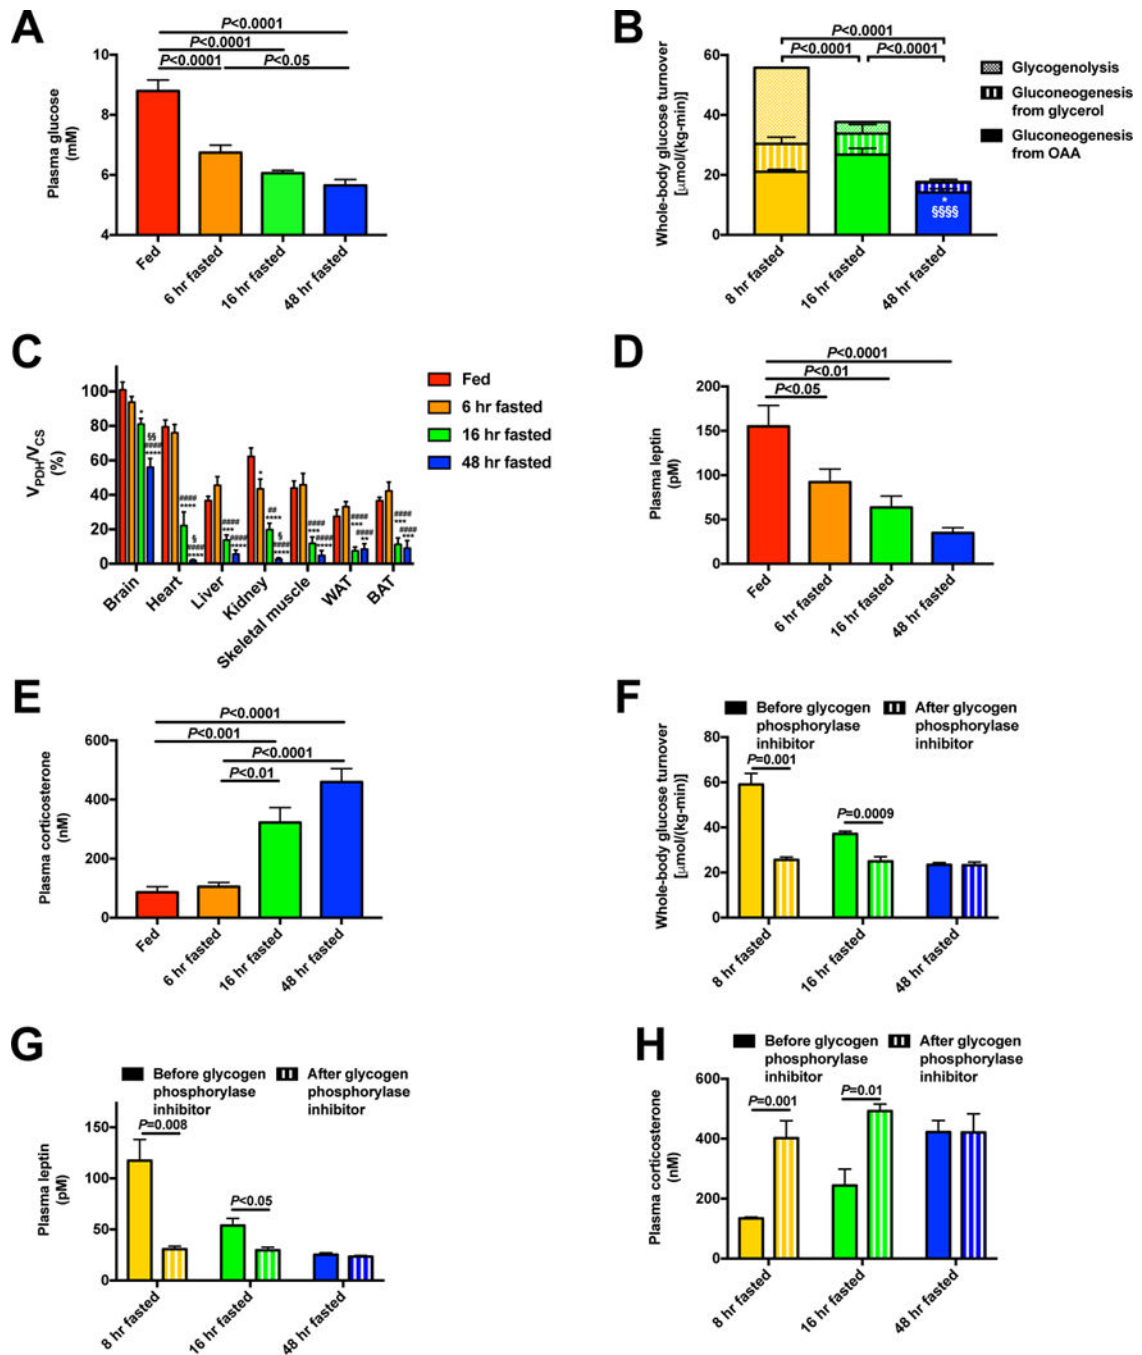 A
P<0.0001
P<0.0001
P<0.0001
P<0.05
Plasma glucose
(mM)
10
8
6
4
Fed
6 hr fasted
16 hr fasted
48 hr fasted
B
P<0.0001
P<0.0001
P<0.0001
Whole-body glucose turnover
[μmol/(kg-min)]
60
40
20
0
*
§§§§
8 hr fasted
16 hr fasted
48 hr fasted
Glycogenolysis
Gluconeogenesis
from glycerol
Gluconeogenesis
from OAA
C
VPDH/VCS
(%)
100
80
60
40
20
0
*
§§
####
****
####
****
§
####
****
####
***
####
****
*
##
****
§
####
****
####
***
####
****
####
***
####
**
####
***
####
***
Brain
Heart
Liver
Kidney
Skeletal muscle
WAT
BAT
Fed
6 hr fasted
16 hr fasted
48 hr fasted
D
P<0.0001
P<0.01
P<0.05
Plasma leptin
(pM)
200
150
100
50
0
Fed
6 hr fasted
16 hr fasted
48 hr fasted
E
P<0.0001
P<0.001
P<0.0001
P<0.01
Plasma corticosterone
(nM)
600
400
200
0
Fed
6 hr fasted
16 hr fasted
48 hr fasted
F
Before glycogen
phosphorylase
inhibitor
After glycogen
phosphorylase
inhibitor
P=0.001
P=0.0009
Whole-body glucose turnover
[μmol/(kg-min)]
80
60
40
20
0
8 hr fasted
16 hr fasted
48 hr fasted
G
Before glycogen
phosphorylase
inhibitor
After glycogen
phosphorylase
inhibitor
P=0.008
P<0.05
Plasma leptin
(pM)
150
100
50
0
8 hr fasted
16 hr fasted
48 hr fasted
H
Before glycogen
phosphorylase
inhibitor
After glycogen
phosphorylase
inhibitor
P=0.001
P=0.01
Plasma corticosterone
(nM)
600
400
200
0
8 hr fasted
16 hr fasted
48 hr fasted